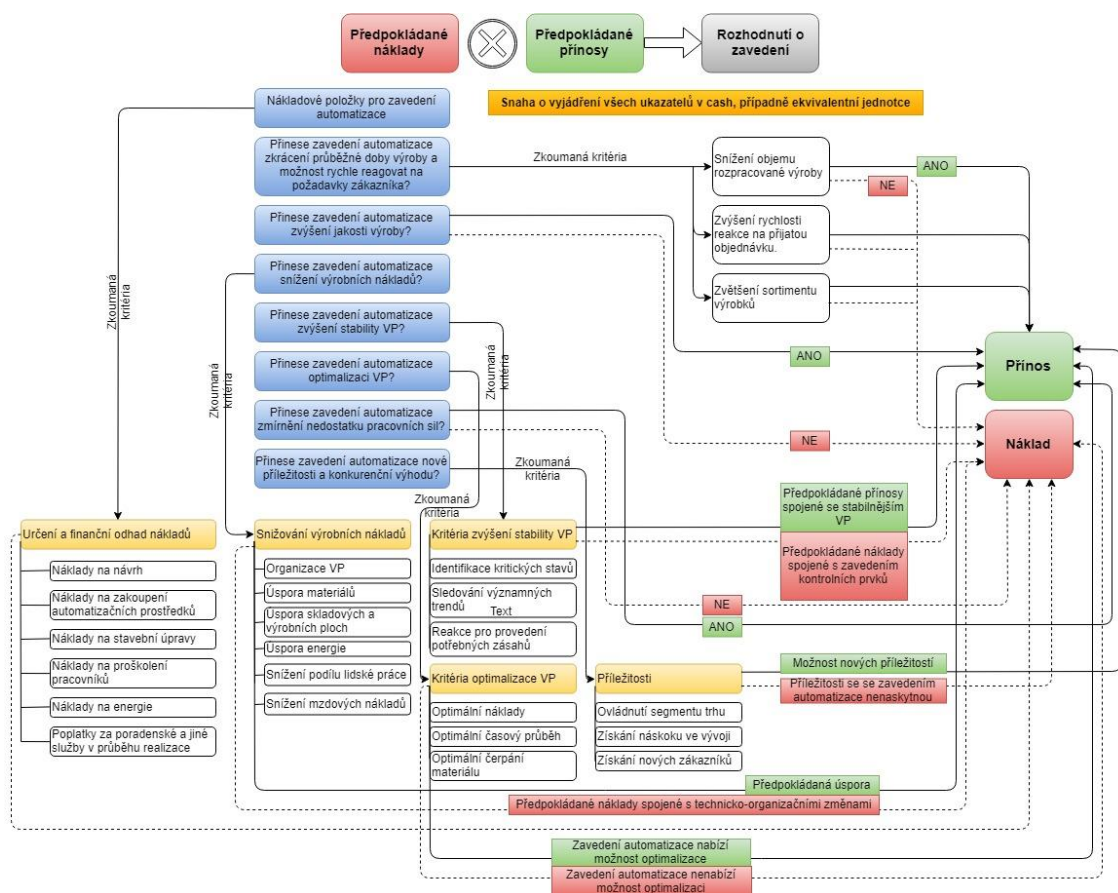 Předpokládané
náklady
Předpokládané
přínosy
Rozhodnutí o
zavedení
Nákladové položky pro zavedení
automatizace
Snaha o vyjádření všech ukazatelů v cash, případně ekvivalentní jednotce
Přinese zavedení automatizace
zkrácení průběžné doby výroby a
možnost rychle reagovat na
požadavky zákazníka?
Zkoumaná kritéria
Snížení objemu
rozpracované výroby
ANO
NE
Přinese zavedení automatizace
zvýšení jakosti výroby?
Zvýšení rychlosti
reakce na přijatou
objednávku.
Přinese zavedení automatizace
snížení výrobních nákladů?
Zvětšení sortimentu
výrobků
Zkoumaná
kritéria
Přinese zavedení automatizace
zvýšení stability VP?
Zkoumaná
kritéria
Zkoumaná
kritéria
ANO
Přínos
Přinese zavedení automatizace
optimalizaci VP?
Přinese zavedení automatizace
zmírnění nedostatku pracovních sil?
NE
Náklad
Přinese zavedení automatizace nové
příležitosti a konkurenční výhodu?
Zkoumaná
kritéria
Zkoumaná
kritéria
Předpokládané přínosy
spojené se stabilnějším
VP
Předpokládané náklady
spojené s zavedením
kontrolních prvků
NE
ANO
Určení a finanční odhad nákladů
Náklady na návrh
Náklady na zakoupení
automatizačních prostředků
Náklady na stavební úpravy
Náklady na proškolení
pracovníků
Náklady na energie
Poplatky za poradenské a jiné
služby v průběhu realizace
Snižování výrobních nákladů
Organizace VP
Úspora materiálů
Úspora skladových a
výrobních ploch
Úspora energie
Snížení podílu lidské práce
Snížení mzdových nákladů
Kritéria zvýšení stability VP
Identifikace kritických stavů
Sledování významných
trendů
Text
Reakce pro provedení
potřebných zásahů
Kritéria optimalizace VP
Optimální náklady
Optimální časový průběh
Optimální čerpání
materiálu
Příležitosti
Ovládnutí segmentu trhu
Získání náskoku ve vývoji
Získání nových zákazníků
Možnost nových příležitostí
Příležitosti se se zavedením
automatizace nenaskytnou
Předpokládaná úspora
Předpokládané náklady spojené s technicko-organizačními změnami
Zavedení automatizace nabízí
možnost optimalizace
Zavedení automatizace nenabízí
možnost optimalizaci